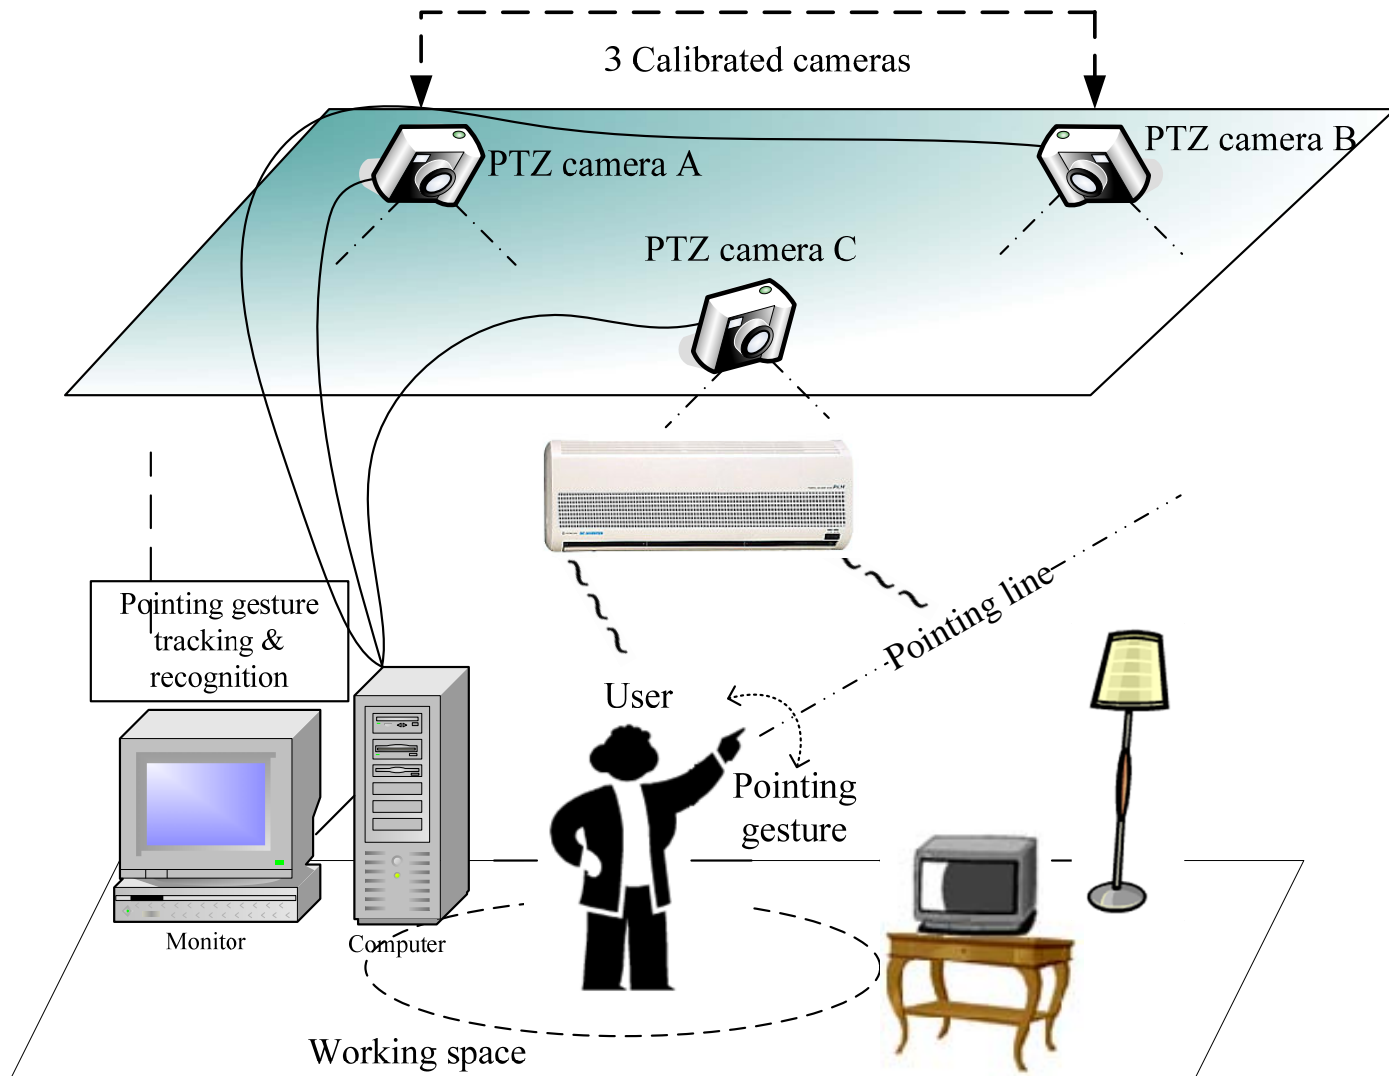 3 Calibrated cameras
PTZ camera A
PTZ camera B
PTZ camera C
Pointing gesture
tracking &
recognition
Pointing line
User
Pointing
gesture
Monitor
Computer
Working space